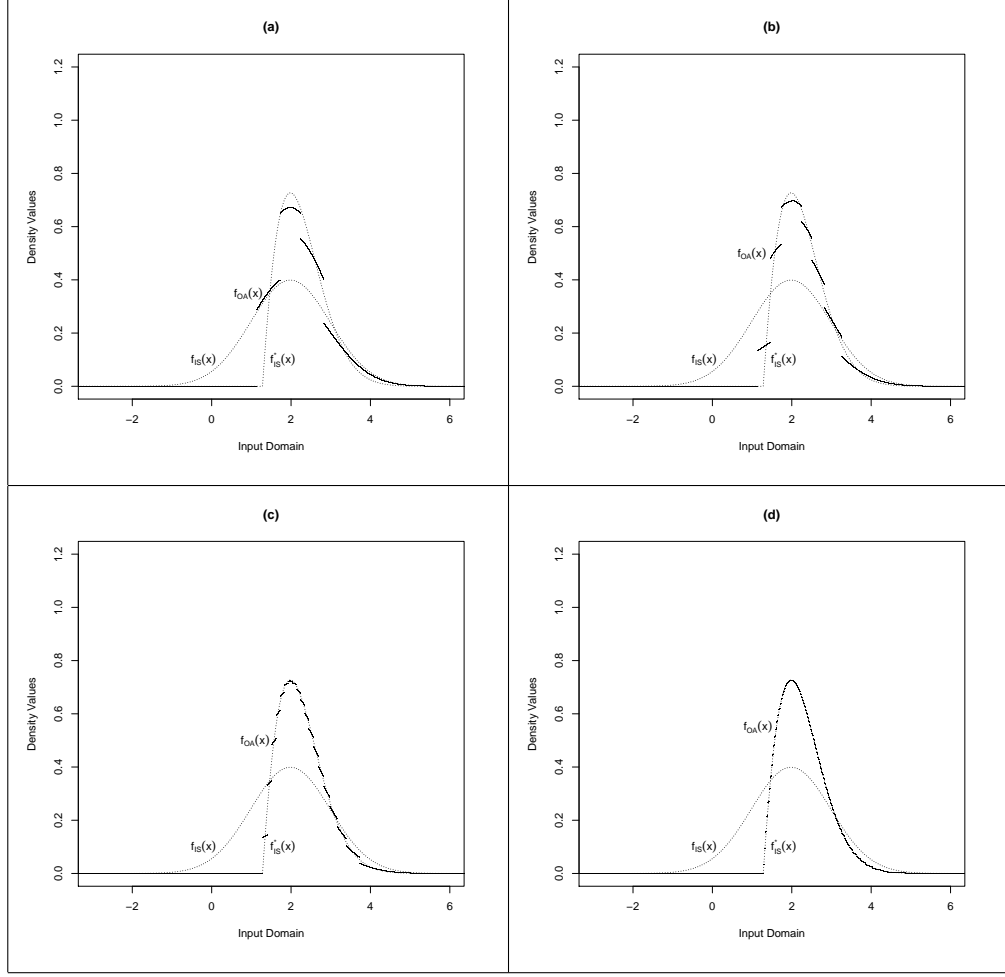 (a)
1.2
1.0
0.8
0.6
0.4
0.2
0.0
Density Values
f_OA(x)
f_IS(x)
f*_IS(x)
−2 0 2 4 6
Input Domain
(b)
1.2
1.0
0.8
0.6
0.4
0.2
0.0
Density Values
f_OA(x)
f_IS(x)
f*_IS(x)
−2 0 2 4 6
Input Domain
(c)
1.2
1.0
0.8
0.6
0.4
0.2
0.0
Density Values
f_OA(x)
f_IS(x)
f*_IS(x)
−2 0 2 4 6
Input Domain
(d)
1.2
1.0
0.8
0.6
0.4
0.2
0.0
Density Values
f_OA(x)
f_IS(x)
f*_IS(x)
−2 0 2 4 6
Input Domain